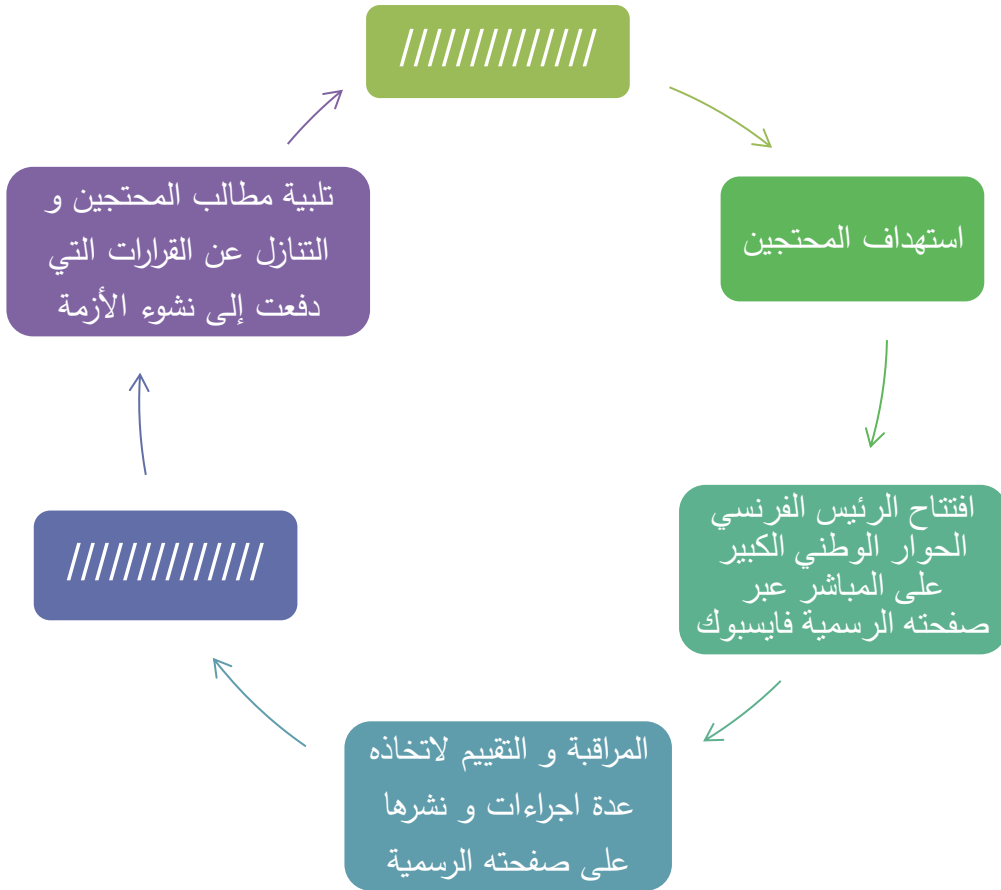 //////////////
استهداف المحتجين
افتتاح الرئيس الفرنسي
الحوار الوطني الكبير
على المباشر عبر
صفحته الرسمية فايسبوك
المراقبة و التقييم لاتخاذه
عدة اجراءات و نشرها
على صفحته الرسمية
//////////////
تلبية مطالب المحتجين و
التنازل عن القرارات التي
دفعت إلى نشوء الأزمة